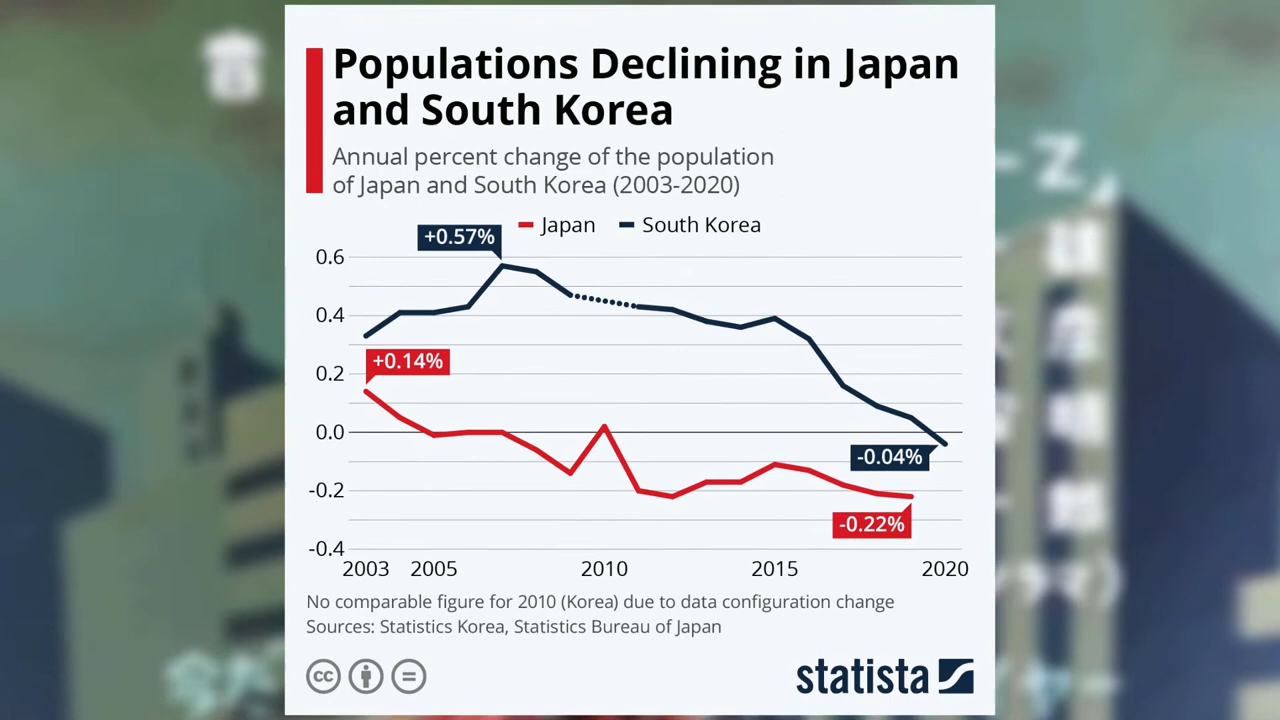 Populations Declining in Japan
and South Korea
Annual percent change of the population
of Japan and South Korea (2003-2020)
Japan South Korea
+0.57%
0.6
0.4
+0.14%
0.2
0.0
-0.04%
-0.2
-0.22%
-0.4
2003 2005 2010 2015 2020
No comparable figure for 2010 (Korea) due to data configuration change
Sources: Statistics Korea, Statistics Bureau of Japan
cc
statista